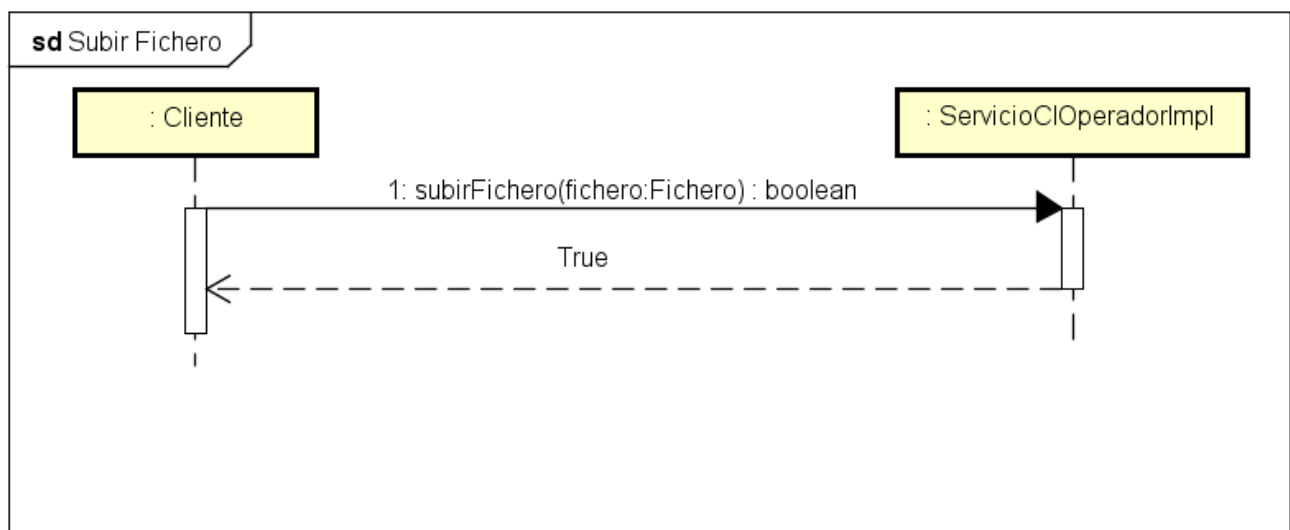 sd Subir Fichero
: Cliente
: ServicioClOperadorImpl
1: subirFichero(fichero:Fichero) : boolean
True